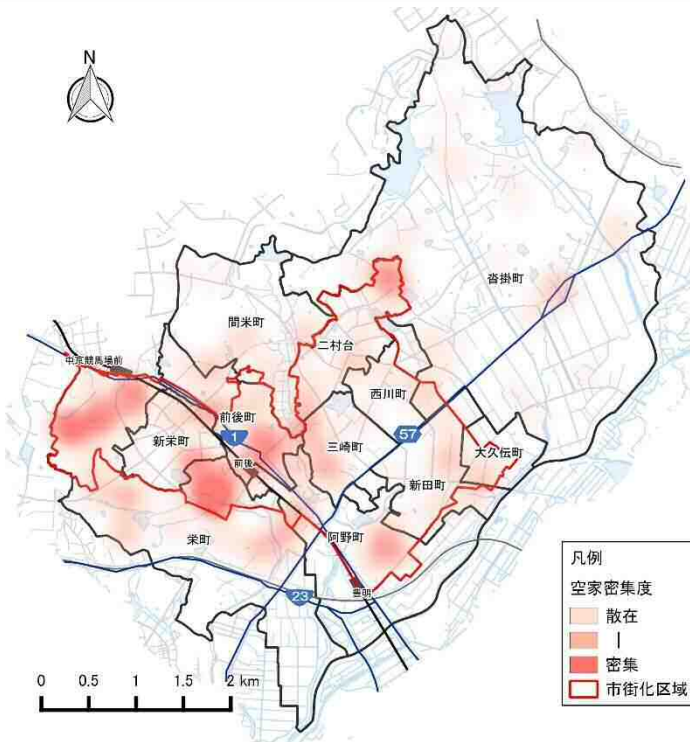 N
沓掛町
間米町
二村台
中京競馬場前
西川町
前後町
新栄町
1
57
三崎町
大久伝町
前後
新田町
栄町
阿野町
豊明
23
0 0.5 1 1.5 2 km
凡例
空家密集度
散在
|
密集
市街化区域